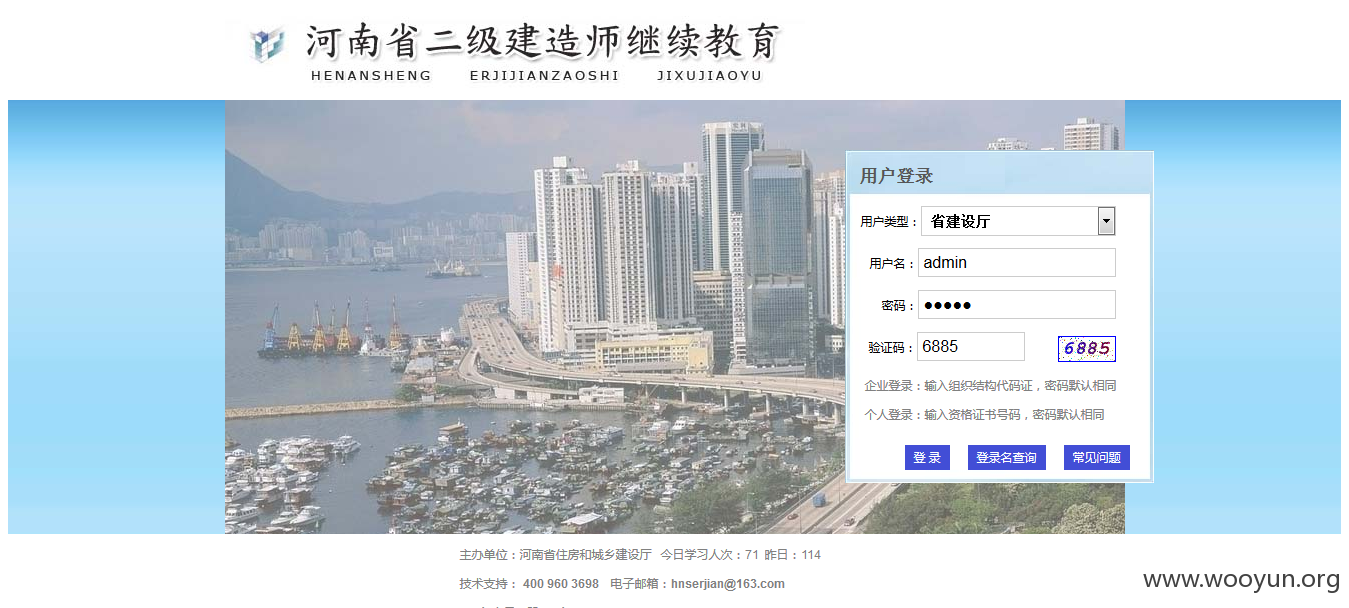 河南省二级建造师继续教育
HENANSHENG ERJIJIANZAOSHI JIXUJIAOYU
用户登录
用户类型： 省建设厅
用户名： admin
密码： ●●●●●
验证码： 6885 6885
企业登录：输入组织结构代码证，密码默认相同
个人登录：输入资格证书号码，密码默认相同
登 录 登录名查询 常见问题
主办单位：河南省住房和城乡建设厅 今日学习人次：71 昨日：114
技术支持： 400 960 3698 电子邮箱：hnserjian@163.com
www.wooyun.org